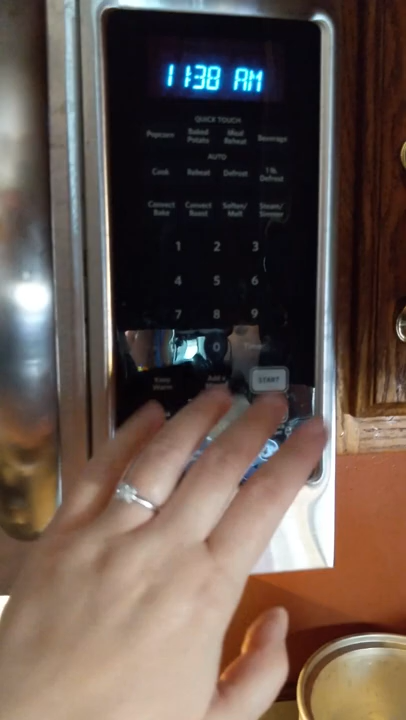 11:38 AM
QUICK TOUCH
Popcorn Baked Potato Meal Reheat Beverage
AUTO
Cook Reheat Defrost 1 lb. Defrost
Convect Bake Convect Roast Soften/Melt Steam/Simmer
1 2 3
4 5 6
7 8 9
0 Timer
Keep Warm Add a START